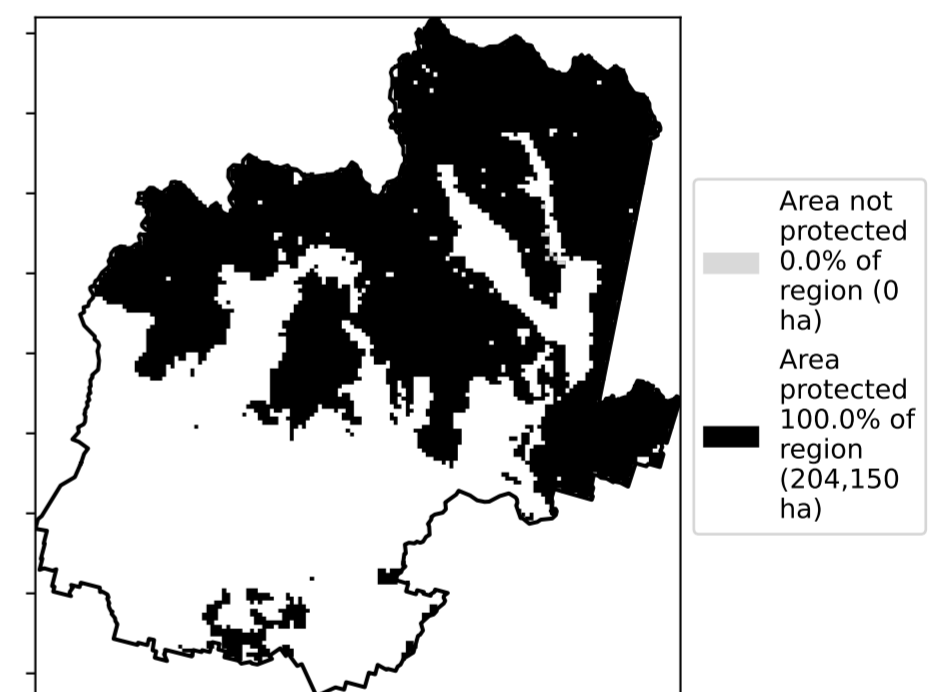 Area not
protected
0.0% of
region (0
ha)
Area
protected
100.0% of
region
(204,150
ha)